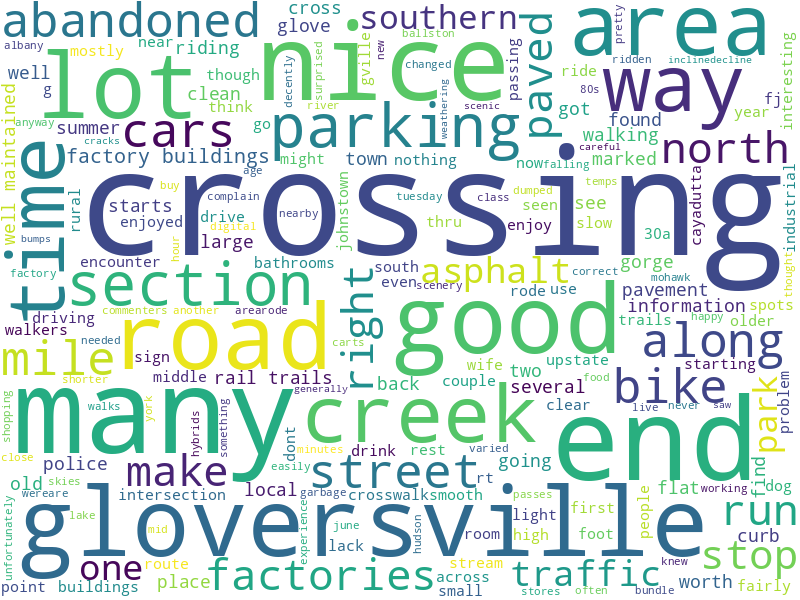 abandoned
cross
southern
ballston
area
pretty
new
inclinedecline
interesting
albany
mostly
near
riding
glove
surprised
gville
changed
passing
paved
ride
ridden
80s
nice
lot
way
well
g
though
clean
decently
river
weathering
scenic
got
fj
year
anyway
summer
think
cars
parking
walking
found
cracks
go
careful
north
well maintained
time
factory buildings
might
town
nothing
now
falling
marked
age
crossing
rural
starts
enjoyed
drive
buy
complain
nearby
tuesday
class
dumped
temps
seen
see
cayadutta
industrial
large
digital
johnstown
thru
enjoy
slow
30a
bumps
encounter
hour
bathrooms
south
correct
mohawk
gorge
thought
factory
section
right
even
asphalt
scenery
rode
use
pavement
information
spots
driving
commenters
another
arearode
good
trails
happy
older
walkers
needed
road
carts
along
mile
sign
wife
two
upstate
starting
shorter
middle
rail trails
back
couple
food
several
bike
park
problem
shopping
walks
many
york
hybrids
something
generally
creek
drink
clear
end
live
never
saw
close
police
dont
minutes
street
rest
varied
going
rt
flat
working
find
dog
old
skies
easily
make
unfortunately
wereare
intersection
local
garbage
crosswalk
smooth
passes
people
first
run
lake
gloversville
mid
experience
june
lack
hudson
room
light
high
foot
knew
curb
stop
one
route
stream
point
buildings
place
factories
across
small
traffic
stores
often
bundle
worth
fairly